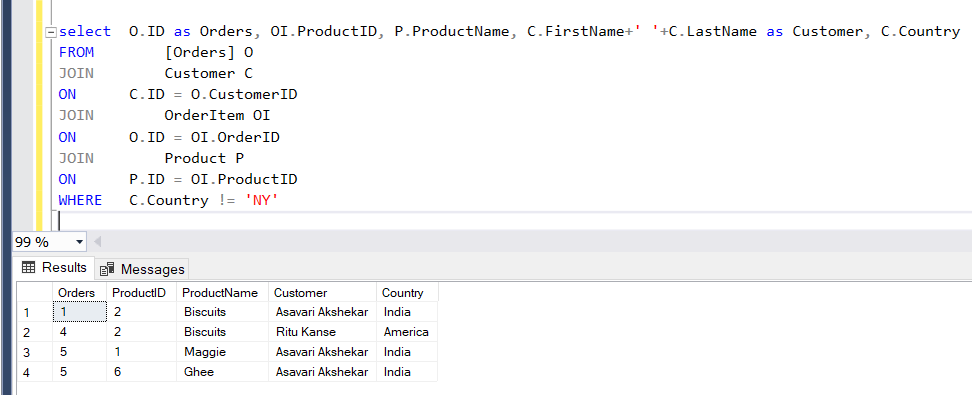 select  O.ID as Orders, OI.ProductID, P.ProductName, C.FirstName+' '+C.LastName as Customer, C.Country
FROM        [Orders] O
JOIN        Customer C
ON      C.ID = O.CustomerID
JOIN        OrderItem OI
ON      O.ID = OI.OrderID
JOIN        Product P
ON      P.ID = OI.ProductID
WHERE   C.Country != 'NY'
99 %
Results Messages
Orders ProductID ProductName Customer Country
1 1 2 Biscuits Asavari Akshekar India
2 4 2 Biscuits Ritu Kanse America
3 5 1 Maggie Asavari Akshekar India
4 5 6 Ghee Asavari Akshekar India